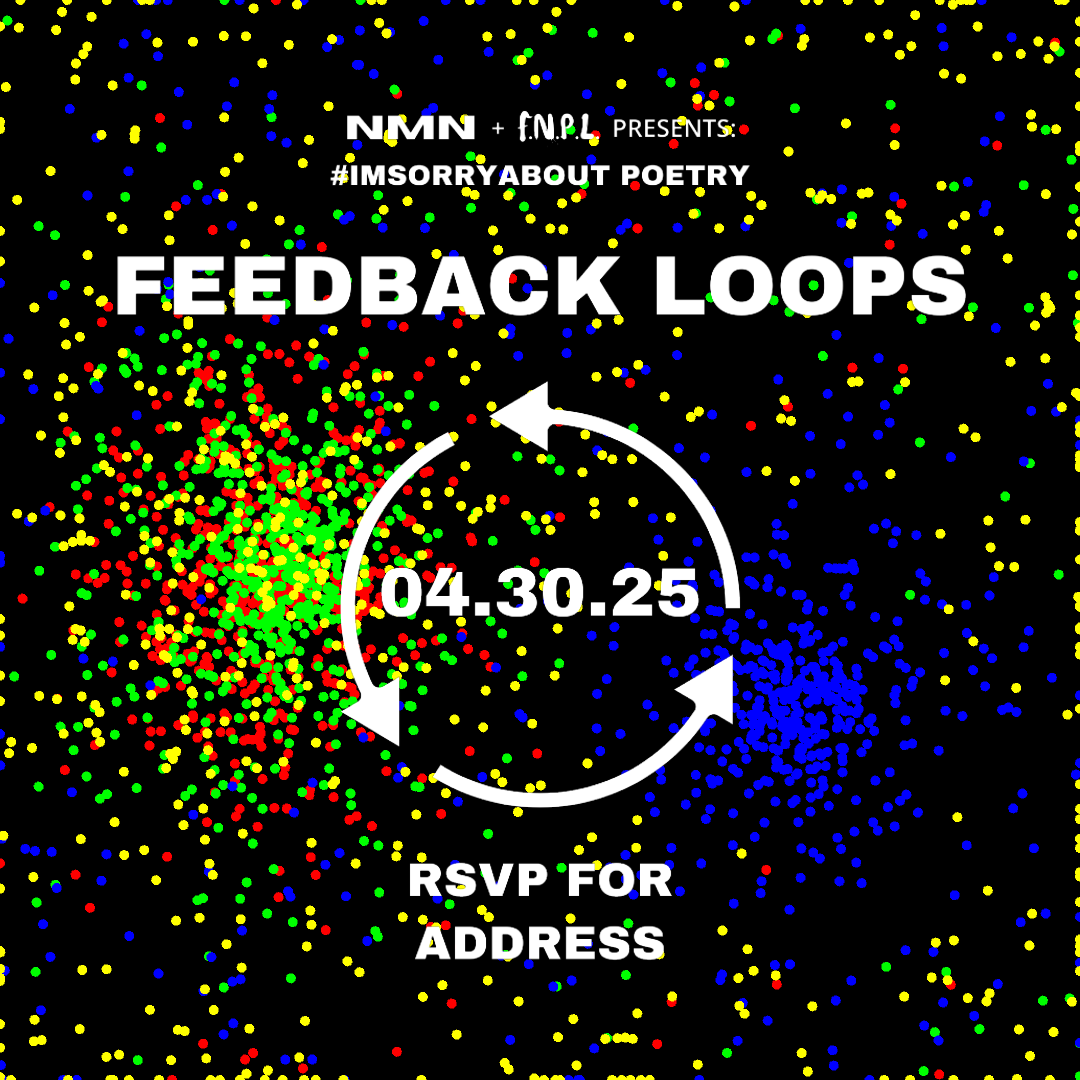 NMN + F.N.P.L. PRESENTS:
#IMSORRYABOUT POETRY
FEEDBACK LOOPS
04.30.25
RSVP FOR
ADDRESS